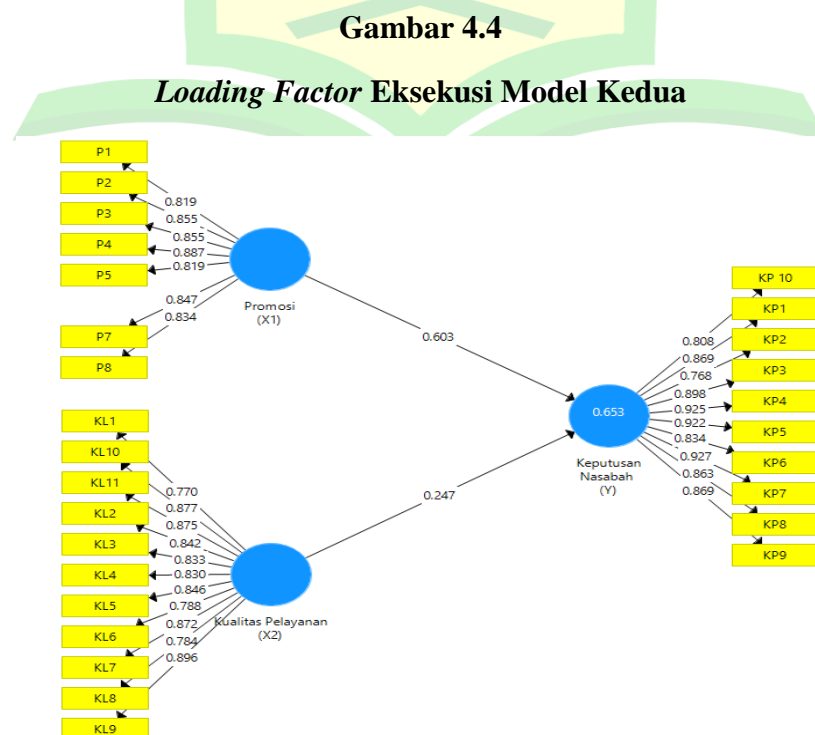 Gambar 4.4
Loading Factor Eksekusi Model Kedua
P1
P2
P3
P4
P5
P7
P8
0.819
0.855
0.855
0.887
0.819
0.847
0.834
Promosi
(X1)
0.603
KL1
KL10
KL11
KL2
KL3
KL4
KL5
KL6
KL7
KL8
KL9
0.770
0.877
0.875
0.842
0.833
0.830
0.846
0.788
0.872
0.784
0.896
Kualitas Pelayanan
(X2)
0.247
0.653
Keputusan
Nasabah
(Y)
0.808
0.869
0.768
0.898
0.925
0.922
0.834
0.927
0.863
0.869
KP 10
KP1
KP2
KP3
KP4
KP5
KP6
KP7
KP8
KP9